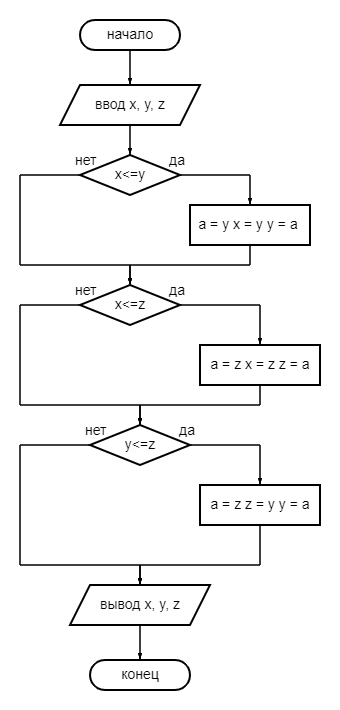 начало
ввод x, y, z
нет
да
x<=y
a = y x = y y = a
нет
да
x<=z
a = z x = z z = a
нет
да
y<=z
a = z z = y y = a
вывод x, y, z
конец